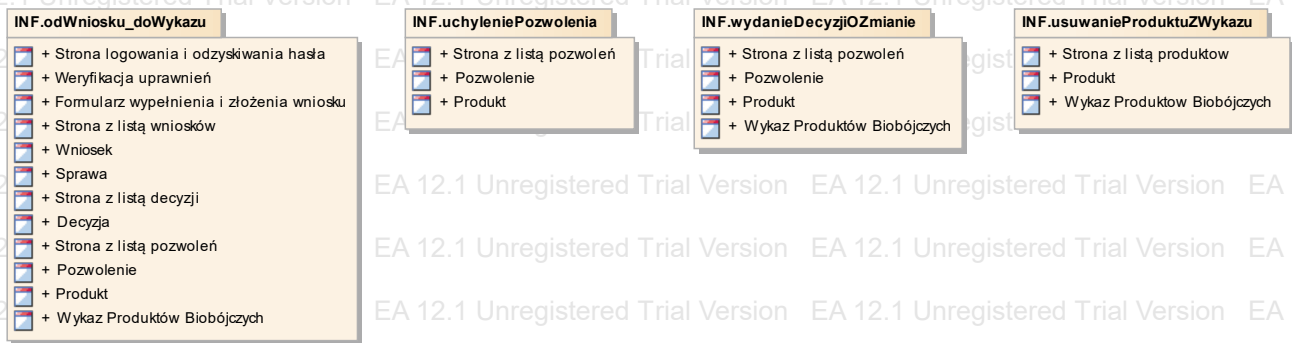 INF.odWniosku_doWykazu
+ Strona logowania i odzyskiwania hasła
+ Weryfikacja uprawnień
+ Formularz wypełnienia i złożenia wniosku
+ Strona z listą wniosków
+ Wniosek
+ Sprawa
+ Strona z listą decyzji
+ Decyzja
+ Strona z listą pozwoleń
+ Pozwolenie
+ Produkt
+ Wykaz Produktów Biobójczych
INF.uchyleniePozwolenia
+ Strona z listą pozwoleń
+ Pozwolenie
+ Produkt
INF.wydanieDecyzjiOZmianie
+ Strona z listą pozwoleń
+ Pozwolenie
+ Produkt
+ Wykaz Produktów Biobójczych
INF.usuwanieProduktuZWykazu
+ Strona z listą produktow
+ Produkt
+ Wykaz Produktow Biobójczych
EA 12.1 Unregistered Trial Version EA 12.1 Unregistered Trial Version EA
EA 12.1 Unregistered Trial Version EA 12.1 Unregistered Trial Version EA
EA 12.1 Unregistered Trial Version EA 12.1 Unregistered Trial Version EA